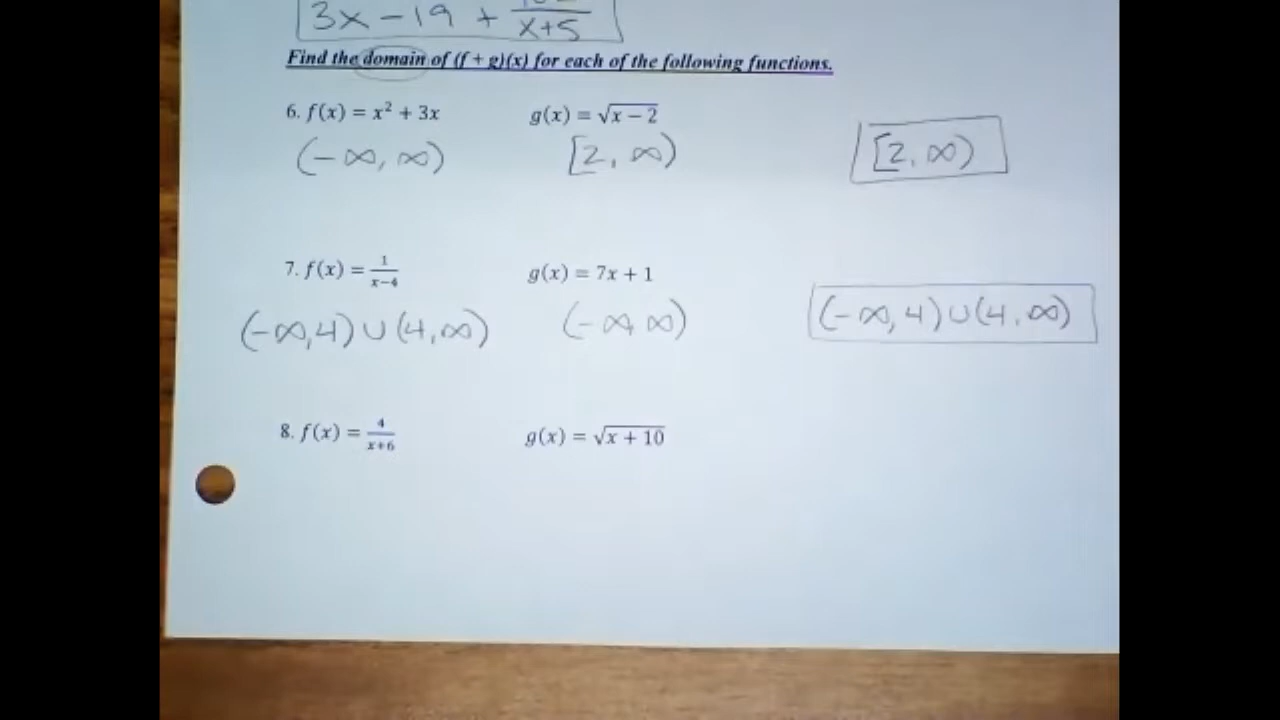 3x - 19 + /x+5
Find the domain of (f + g)(x) for each of the following functions.
6. f(x) = x² + 3x g(x) = √x − 2
(-∞, ∞) [2, ∞) [2, ∞)
7. f(x) = 1/x−4 g(x) = 7x + 1
(-∞,4) ∪ (4,∞) (-∞, ∞) (-∞, 4) ∪ (4, ∞)
8. f(x) = 4/x+6 g(x) = √x + 10